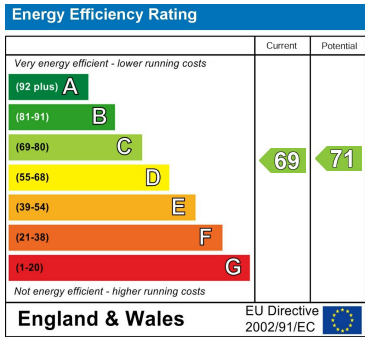 Energy Efficiency Rating
Current Potential
Very energy efficient - lower running costs
(92 plus) A
(81-91) B
(69-80) C 69 71
(55-68) D
(39-54) E
(21-38) F
(1-20) G
Not energy efficient - higher running costs
England & Wales
EU Directive
2002/91/EC